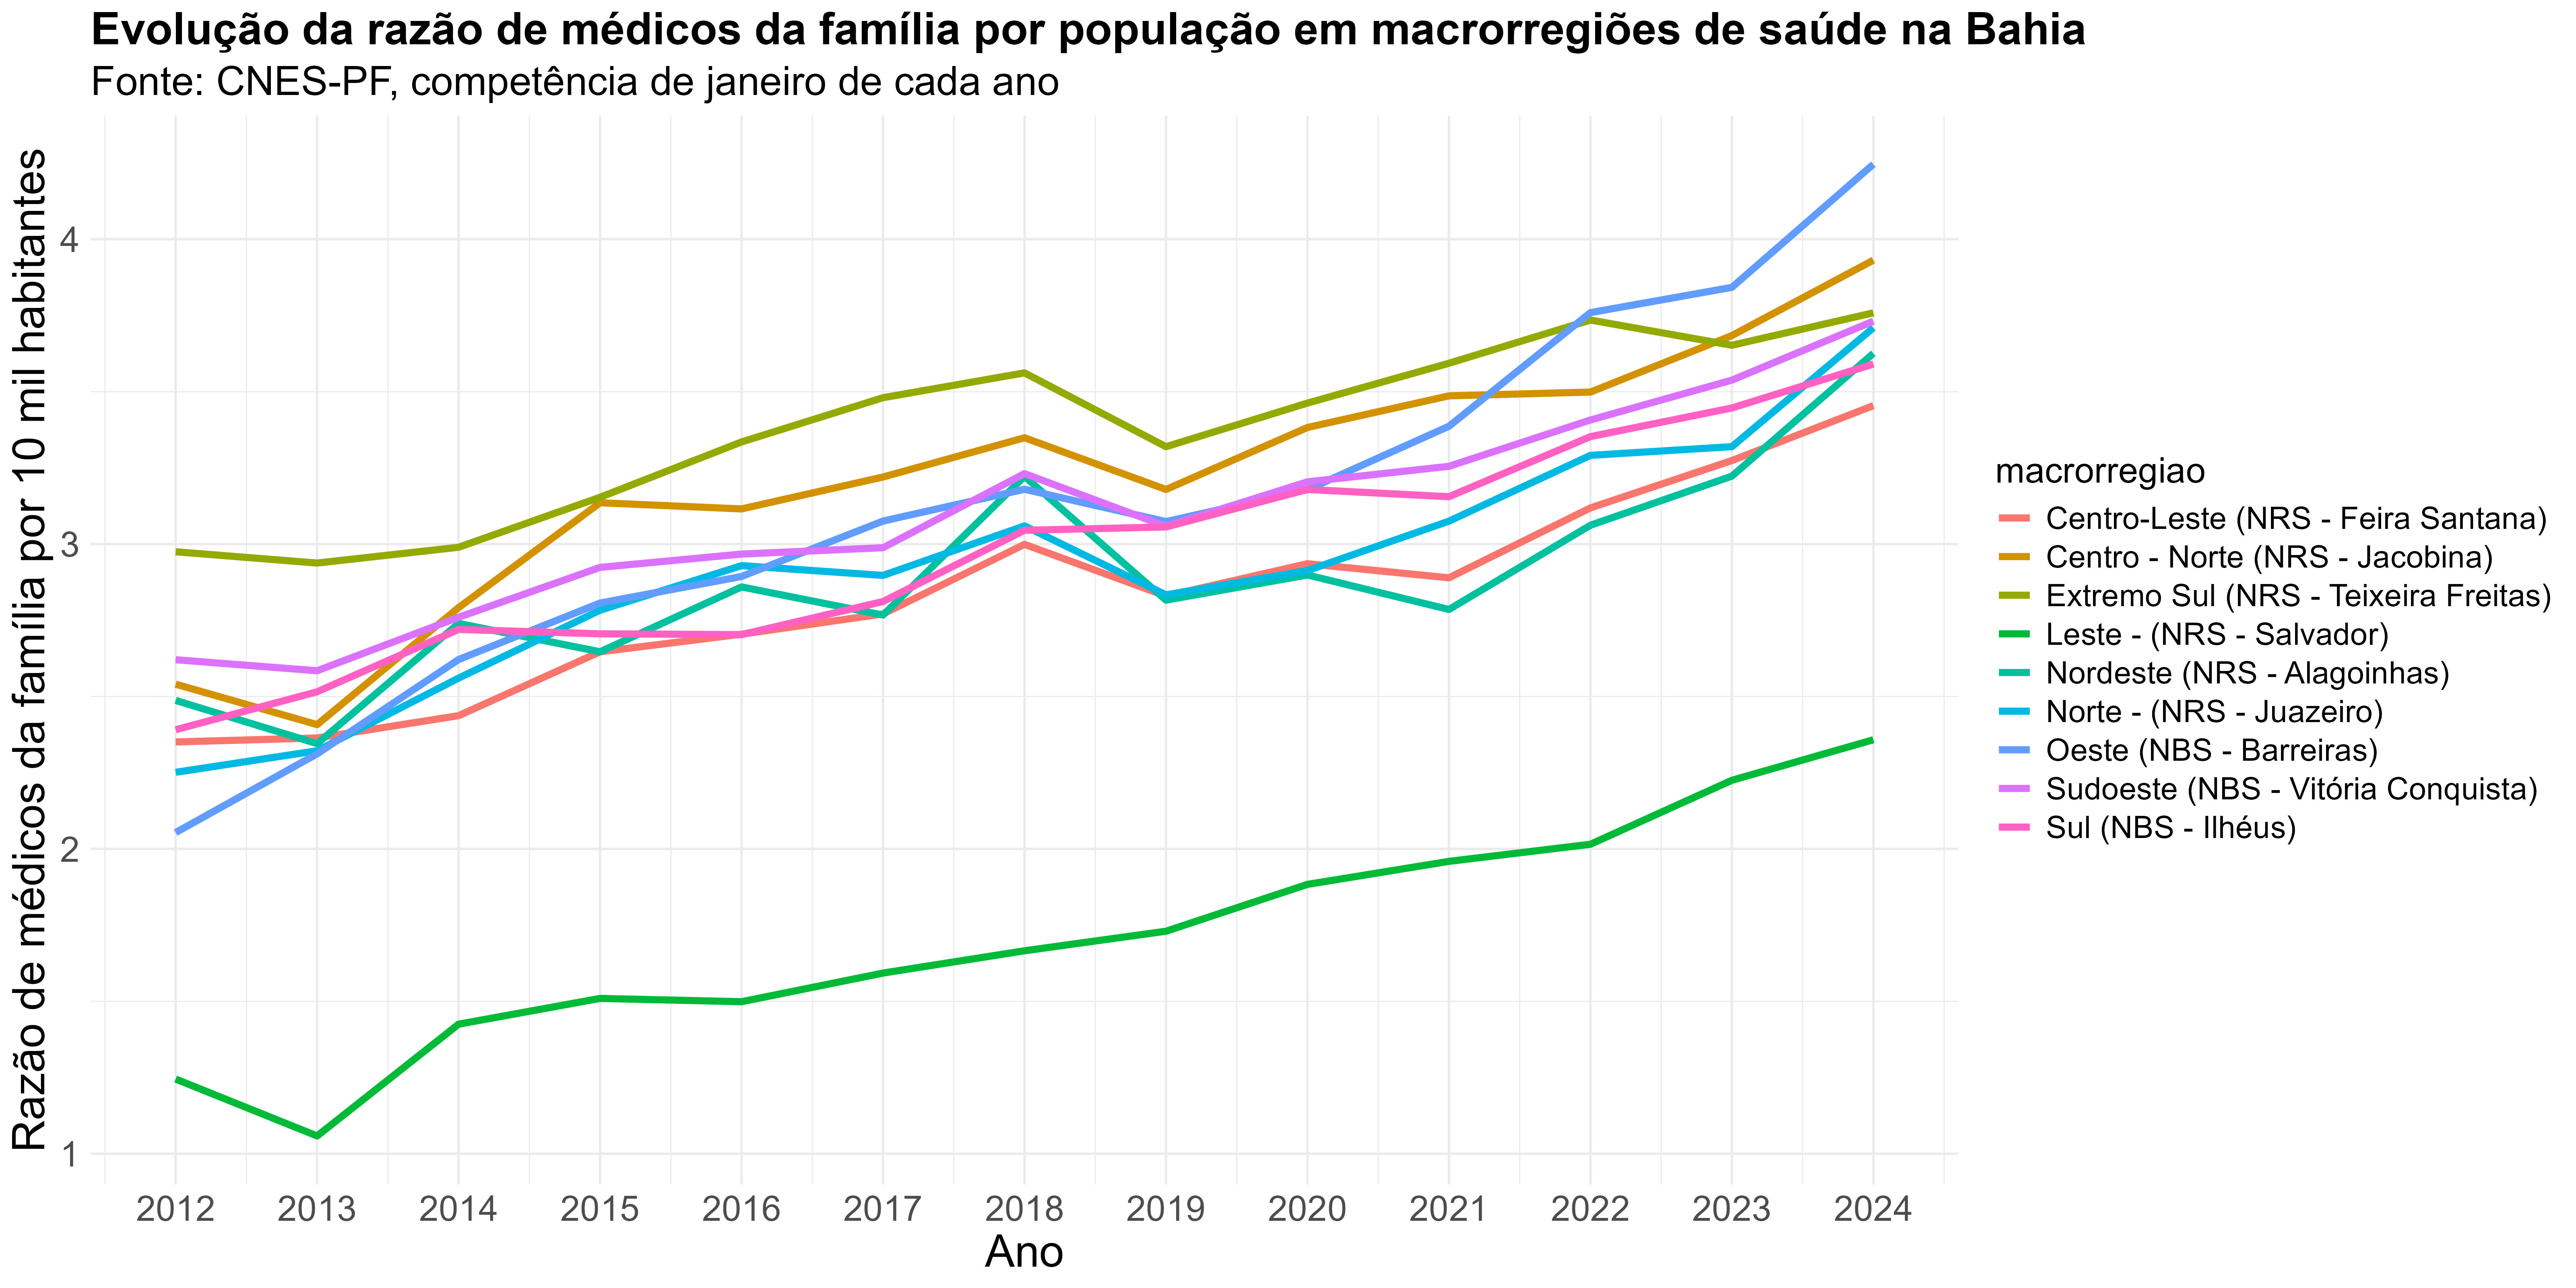 Evolução da razão de médicos da família por população em macrorregiões de saúde na Bahia
Fonte: CNES-PF, competência de janeiro de cada ano
Razão de médicos da família por 10 mil habitantes
4
3
2
1
2012 2013 2014 2015 2016 2017 2018 2019 2020 2021 2022 2023 2024
Ano
macrorregiao
Centro-Leste (NRS - Feira Santana)
Centro - Norte (NRS - Jacobina)
Extremo Sul (NRS - Teixeira Freitas)
Leste - (NRS - Salvador)
Nordeste (NRS - Alagoinhas)
Norte - (NRS - Juazeiro)
Oeste (NBS - Barreiras)
Sudoeste (NBS - Vitória Conquista)
Sul (NBS - Ilhéus)